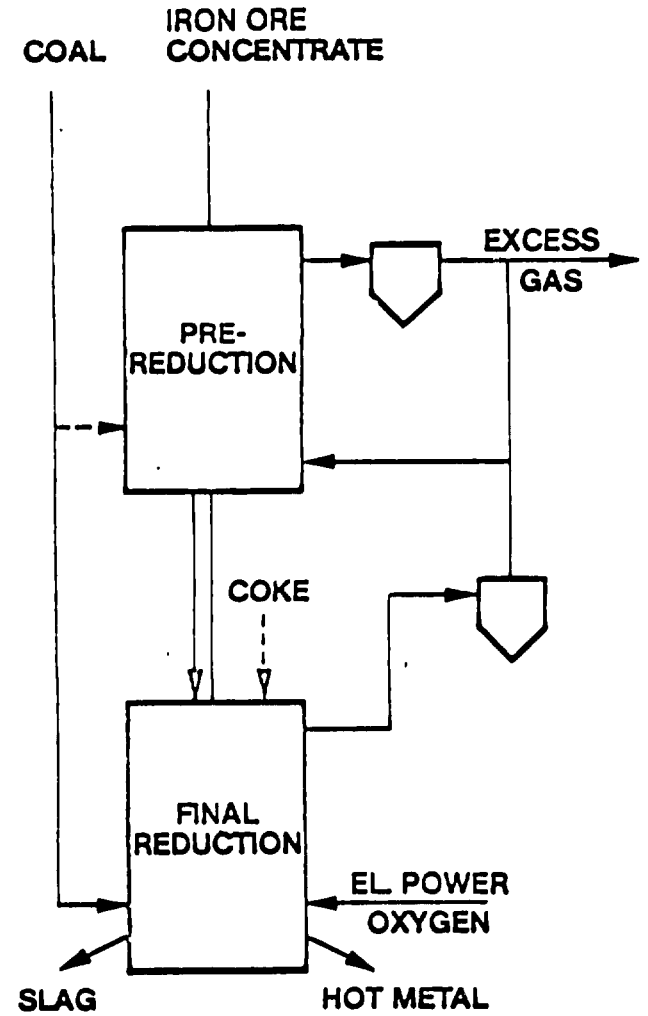 COAL
IRON ORE
CONCENTRATE
EXCESS
GAS
PRE-
REDUCTION
COKE
FINAL
REDUCTION
EL. POWER
OXYGEN
SLAG
HOT METAL